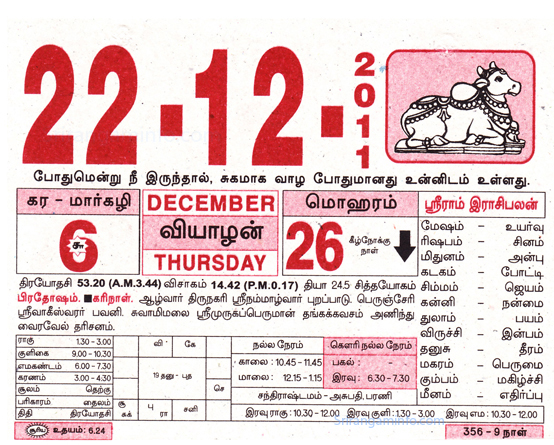 22-12-2011
போதுமென்று நீ இருந்தால், சுகமாக வாழ போதுமானது உன்னிடம் உள்ளது.
கர - மார்கழி
6
சு
DECEMBER
வியாழன்
THURSDAY
மொஹரம்
26
கீழ்நோக்கு
நாள்
ஸ்ரீராம் இராசிபலன்
மேஷம் - உயர்வு
ரிஷபம் - சினம்
மிதுனம் - அன்பு
கடகம் - போட்டி
சிம்மம் - ஜெயம்
கன்னி - நன்மை
துலாம் - பயம்
விருச்சி - இன்பம்
தனுசு - தீரம்
மகரம் - பெருமை
கும்பம் - மகிழ்ச்சி
மீனம் - எதிர்ப்பு
திரயோதசி 53.20 (A.M.3.44) விசாகம் 14.42 (P.M.0.17) தியா 24.5 சித்தயோகம்
பிரதோஷம். ■கரிநாள். ஆழ்வார் திருநகரி ஸ்ரீநம்மாழ்வார் புறப்பாடு. பெருஞ்சேரி
ஸ்ரீவாகீஸ்வரர் பவனி. சுவாமிமலை ஸ்ரீமுருகப்பெருமான் தங்கக்கவசம் அணிந்து
வைரவேல் தரிசனம்.
ராகு 1.30 - 3.00
குளிகை 9.00 - 10.30
எமகண்டம் 6.00 - 7.30
கரணம் 3.00 - 4.30
சூலம் தெற்கு
பரிகாரம் தைலம்
திதி திரயோதசி
வி கே
19 தனு - புத
செ
சூ
சுக் பு
ரா சனி
நல்ல நேரம்
காலை : 10.45 - 11.45
மாலை : 12.15 - 1.15
கௌரி நல்ல நேரம்
பகல் : -
இரவு : 6.30 - 7.30
சந்திராஷ்டமம் - அசுபதி, பரணி
இரவு ராகு : 10.30 - 12.00 இரவு குளி : 1.30 - 3.00 இரவு எம : 10.30 - 12.00
சூரிய உதயம்: 6.24
356 - 9 நாள்